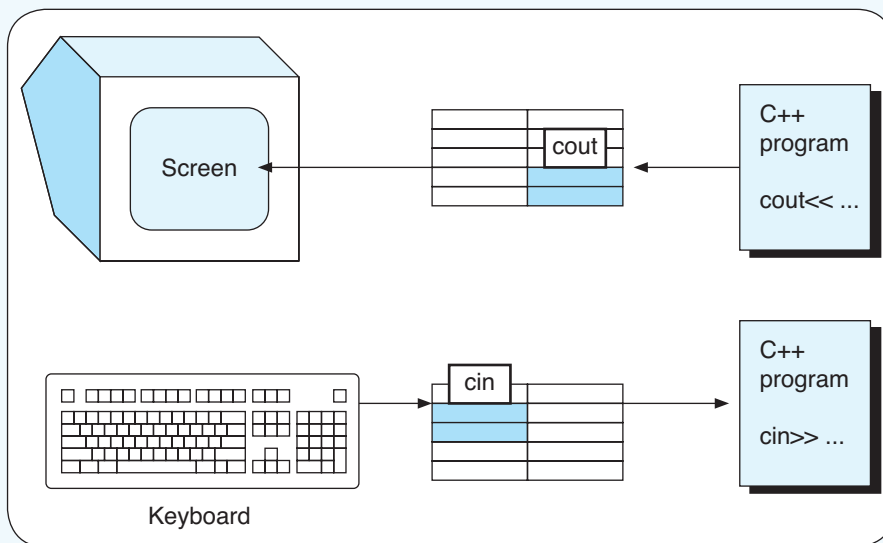 Screen
cout
C++
program
cout<< ...
cin
C++
program
cin>> ...
Keyboard